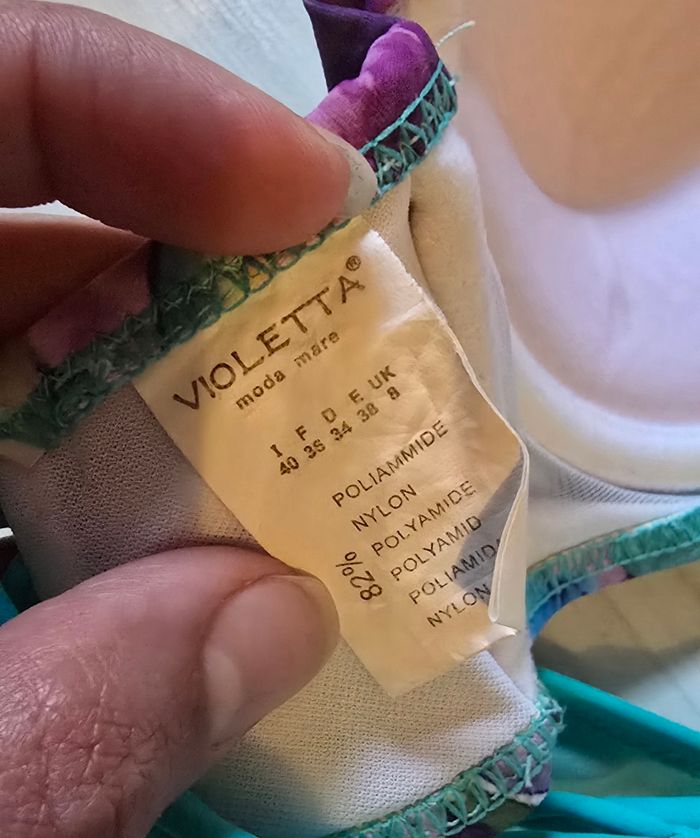 VIOLETTA®
moda mare
I F D E UK
40 36 34 38 8
82%
POLIAMMIDE
NYLON
POLYAMIDE
POLYAMID
POLIAMIDA
NYLON